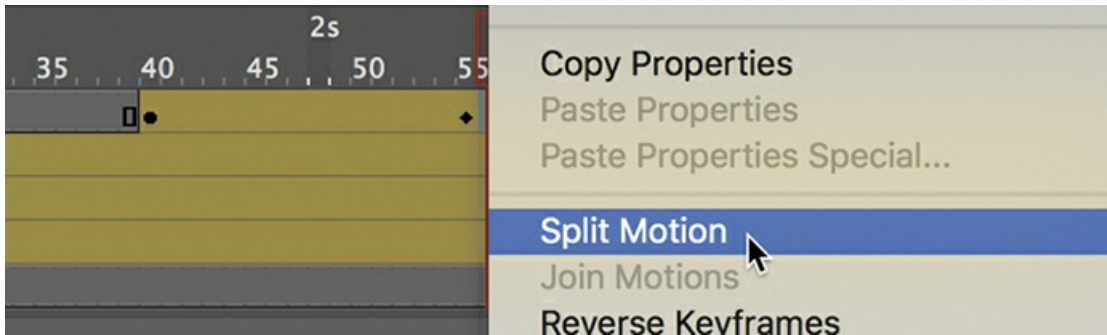 2s
35 40 45 50 55
Copy Properties
Paste Properties
Paste Properties Special...
Split Motion
Join Motions
Reverse Keyframes